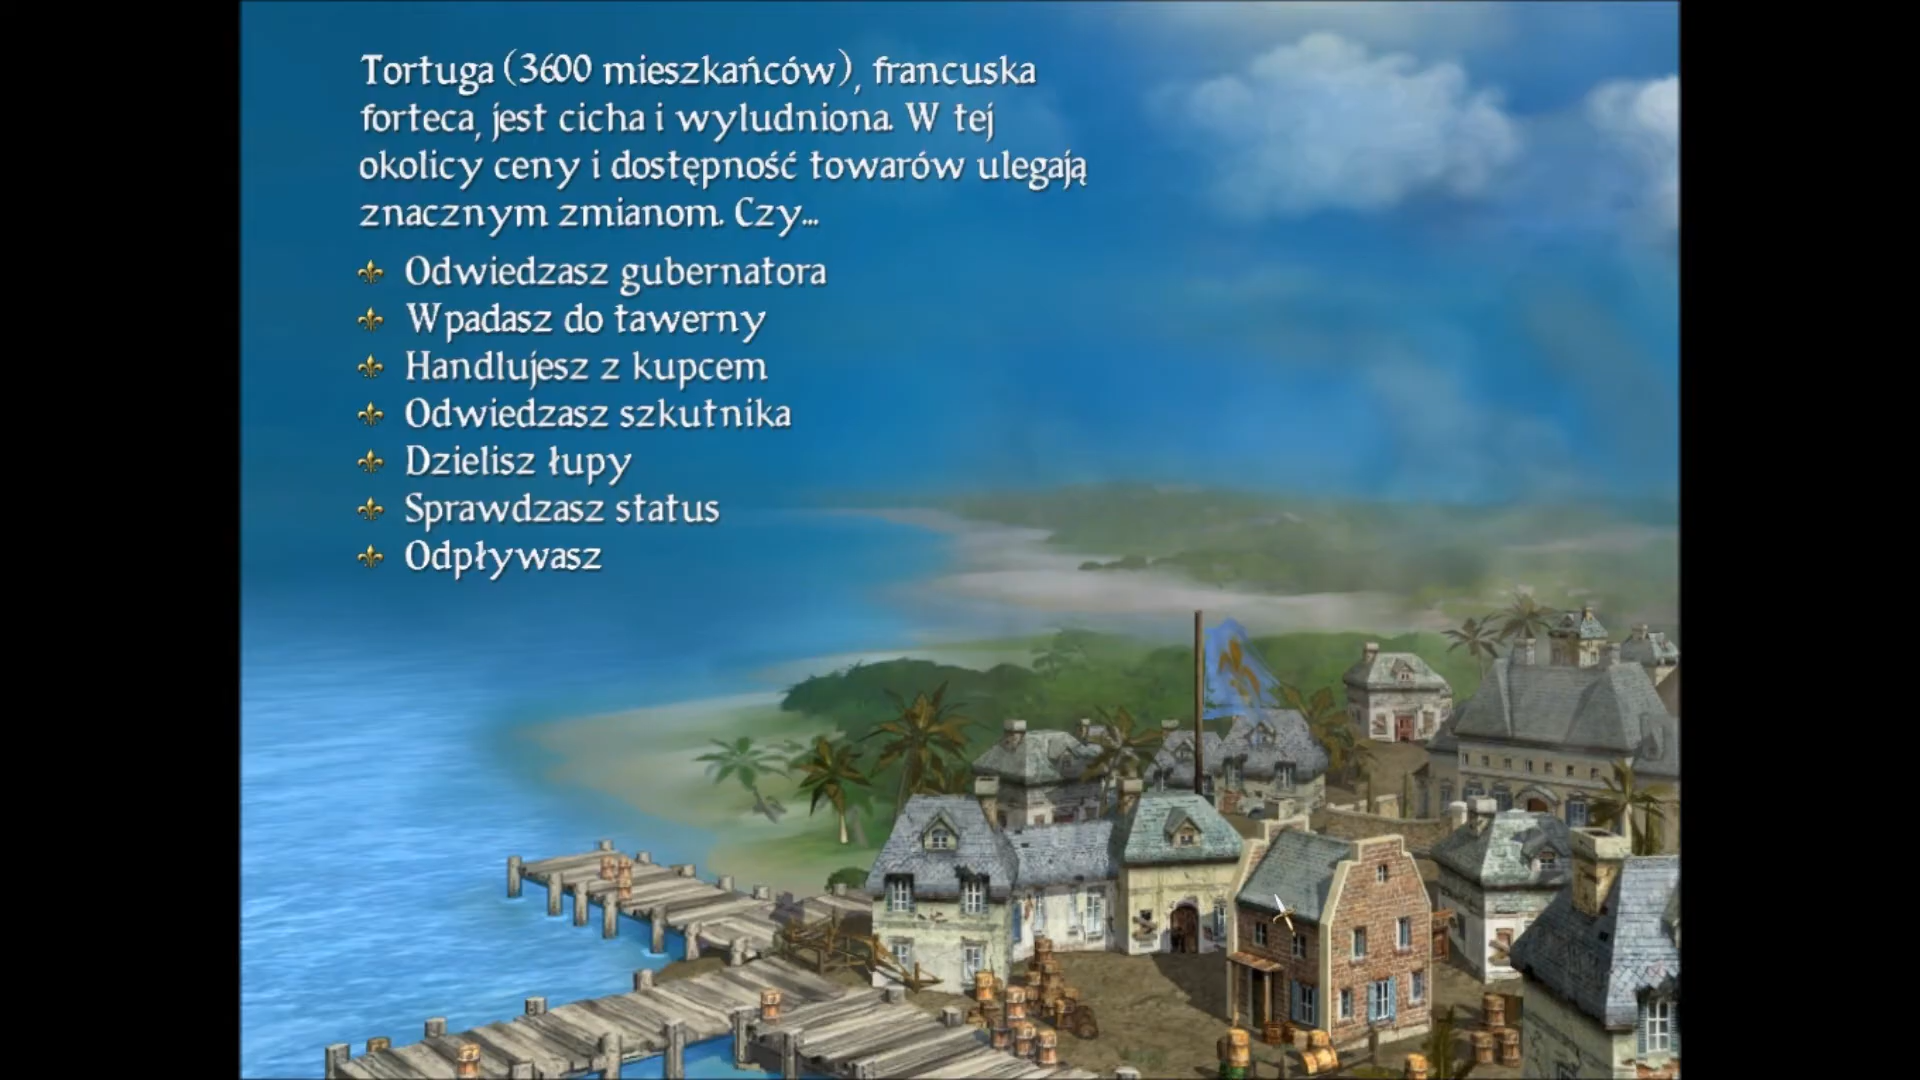 Tortuga (3600 mieszkańców), francuska
forteca, jest cicha i wyludniona. W tej
okolicy ceny i dostępność towarów ulegają
znacznym zmianom. Czy...
Odwiedzasz gubernatora
Wpadasz do tawerny
Handlujesz z kupcem
Odwiedzasz szkutnika
Dzielisz łupy
Sprawdzasz status
Odpływasz